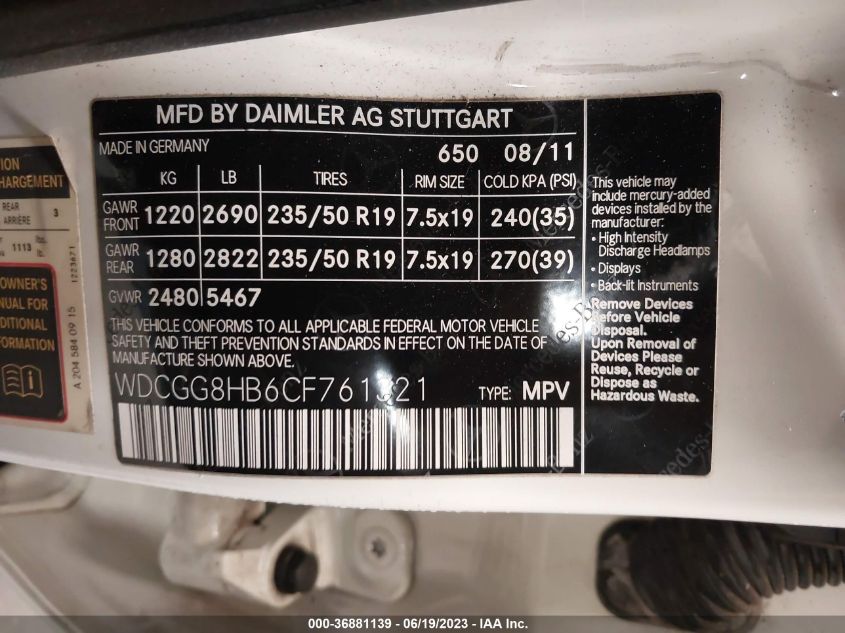 MFD BY DAIMLER AG STUTTGART
MADE IN GERMANY 650 08/11
KG LB TIRES RIM SIZE COLD KPA (PSI)
GAWR FRONT 1220 2690 235/50 R19 7.5x19 240(35)
GAWR REAR 1280 2822 235/50 R19 7.5x19 270(39)
GVWR 2480 5467
THIS VEHICLE CONFORMS TO ALL APPLICABLE FEDERAL MOTOR VEHICLE
SAFETY AND THEFT PREVENTION STANDARDS IN EFFECT ON THE DATE OF
MANUFACTURE SHOWN ABOVE.
WDCGG8HB6CF761321 TYPE: MPV
This vehicle may
include mercury-added
devices installed by the
manufacturer:
• High Intensity
Discharge Headlamps
• Displays
• Back-lit Instruments
Remove Devices
Before Vehicle
Disposal.
Upon Removal of
Devices Please
Reuse, Recycle or
Dispose as
Hazardous Waste.
REAR
ARRIÈRE 3
1113
1223671
OWNER'S
FOR
A 204 584 09 15
000-36881139 - 06/19/2023 - IAA Inc.